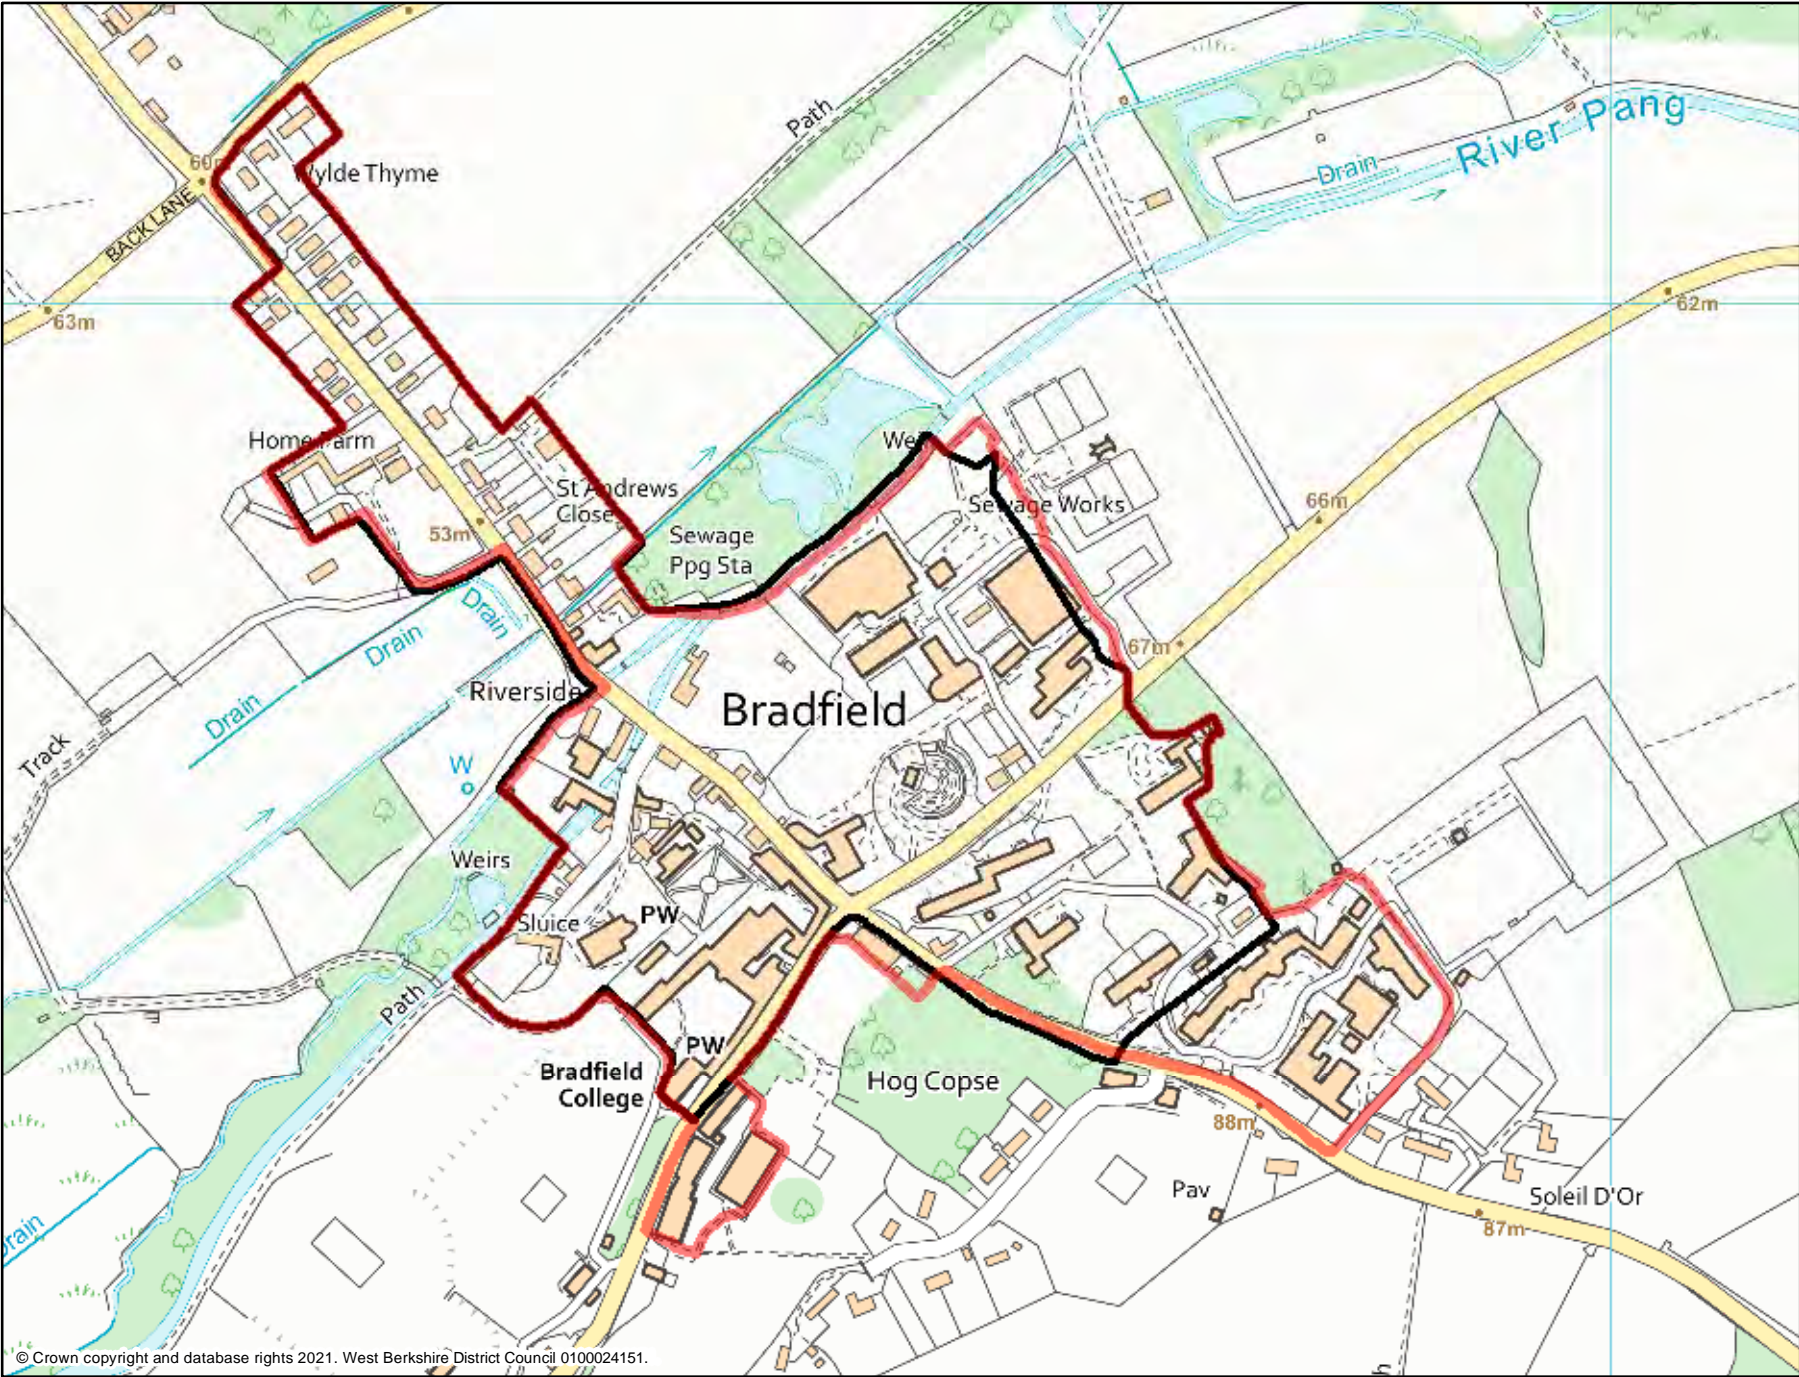 Path
River Pang
Drain
60m
Wylde Thyme
BACK LANE
63m
62m
Home Farm
Weir
St Andrews
Close
Sewage Works
66m
53m
Sewage
Ppg Sta
Drain
Drain
67m
Riverside
Bradfield
Drain
Track
W
Weirs
Sluice
PW
Path
PW
Bradfield
College
Hog Copse
88m
Pav
Soleil D'Or
87m
Drain
© Crown copyright and database rights 2021. West Berkshire District Council 0100024151.